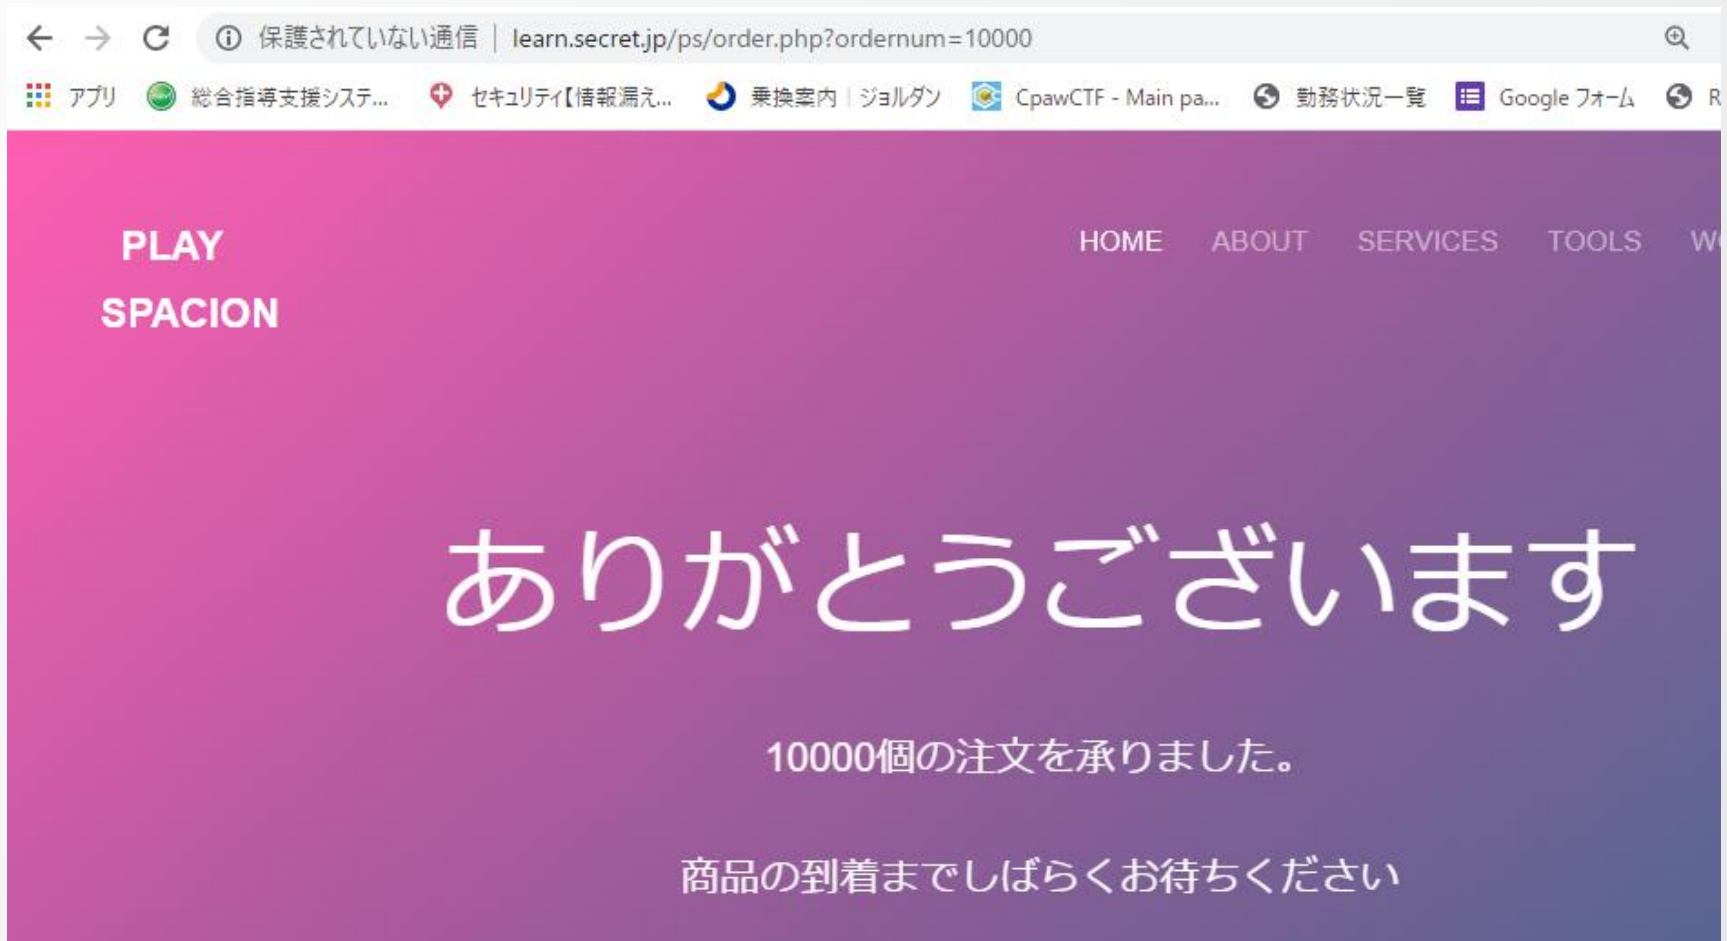 保護されていない通信 | learn.secret.jp/ps/order.php?ordernum=10000
アプリ 総合指導支援システ... セキュリティ【情報漏え... 乗換案内 | ジョルダン CpawCTF - Main pa... 勤務状況一覧 Google フォーム R
PLAY HOME ABOUT SERVICES TOOLS
SPACION
ありがとうございます
10000個の注文を承りました。
商品の到着までしばらくお待ちください